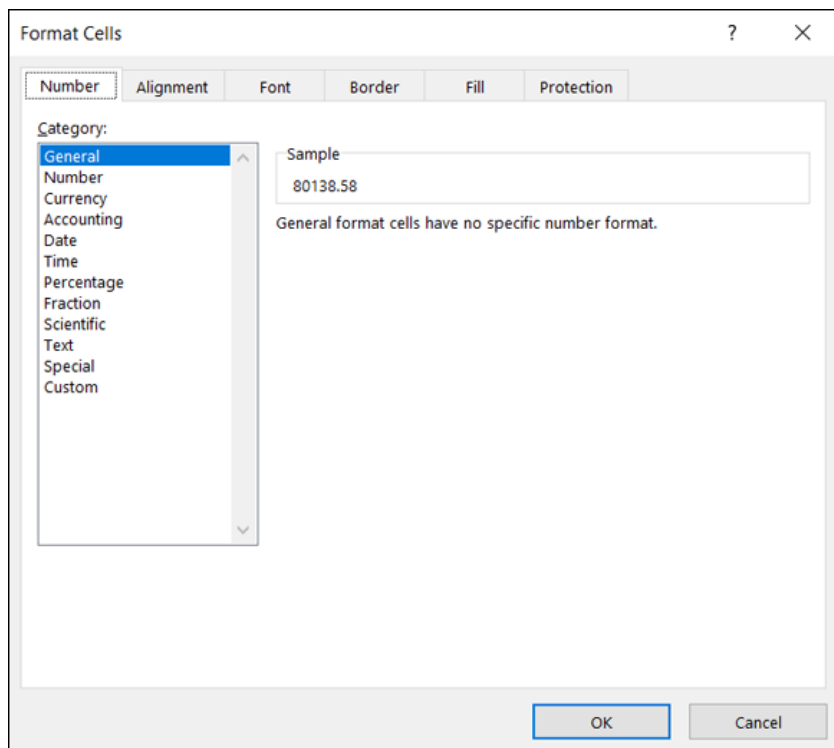 Format Cells ? X
Number Alignment Font Border Fill Protection
Category:
General
Number
Currency
Accounting
Date
Time
Percentage
Fraction
Scientific
Text
Special
Custom
Sample
80138.58
General format cells have no specific number format.
OK Cancel